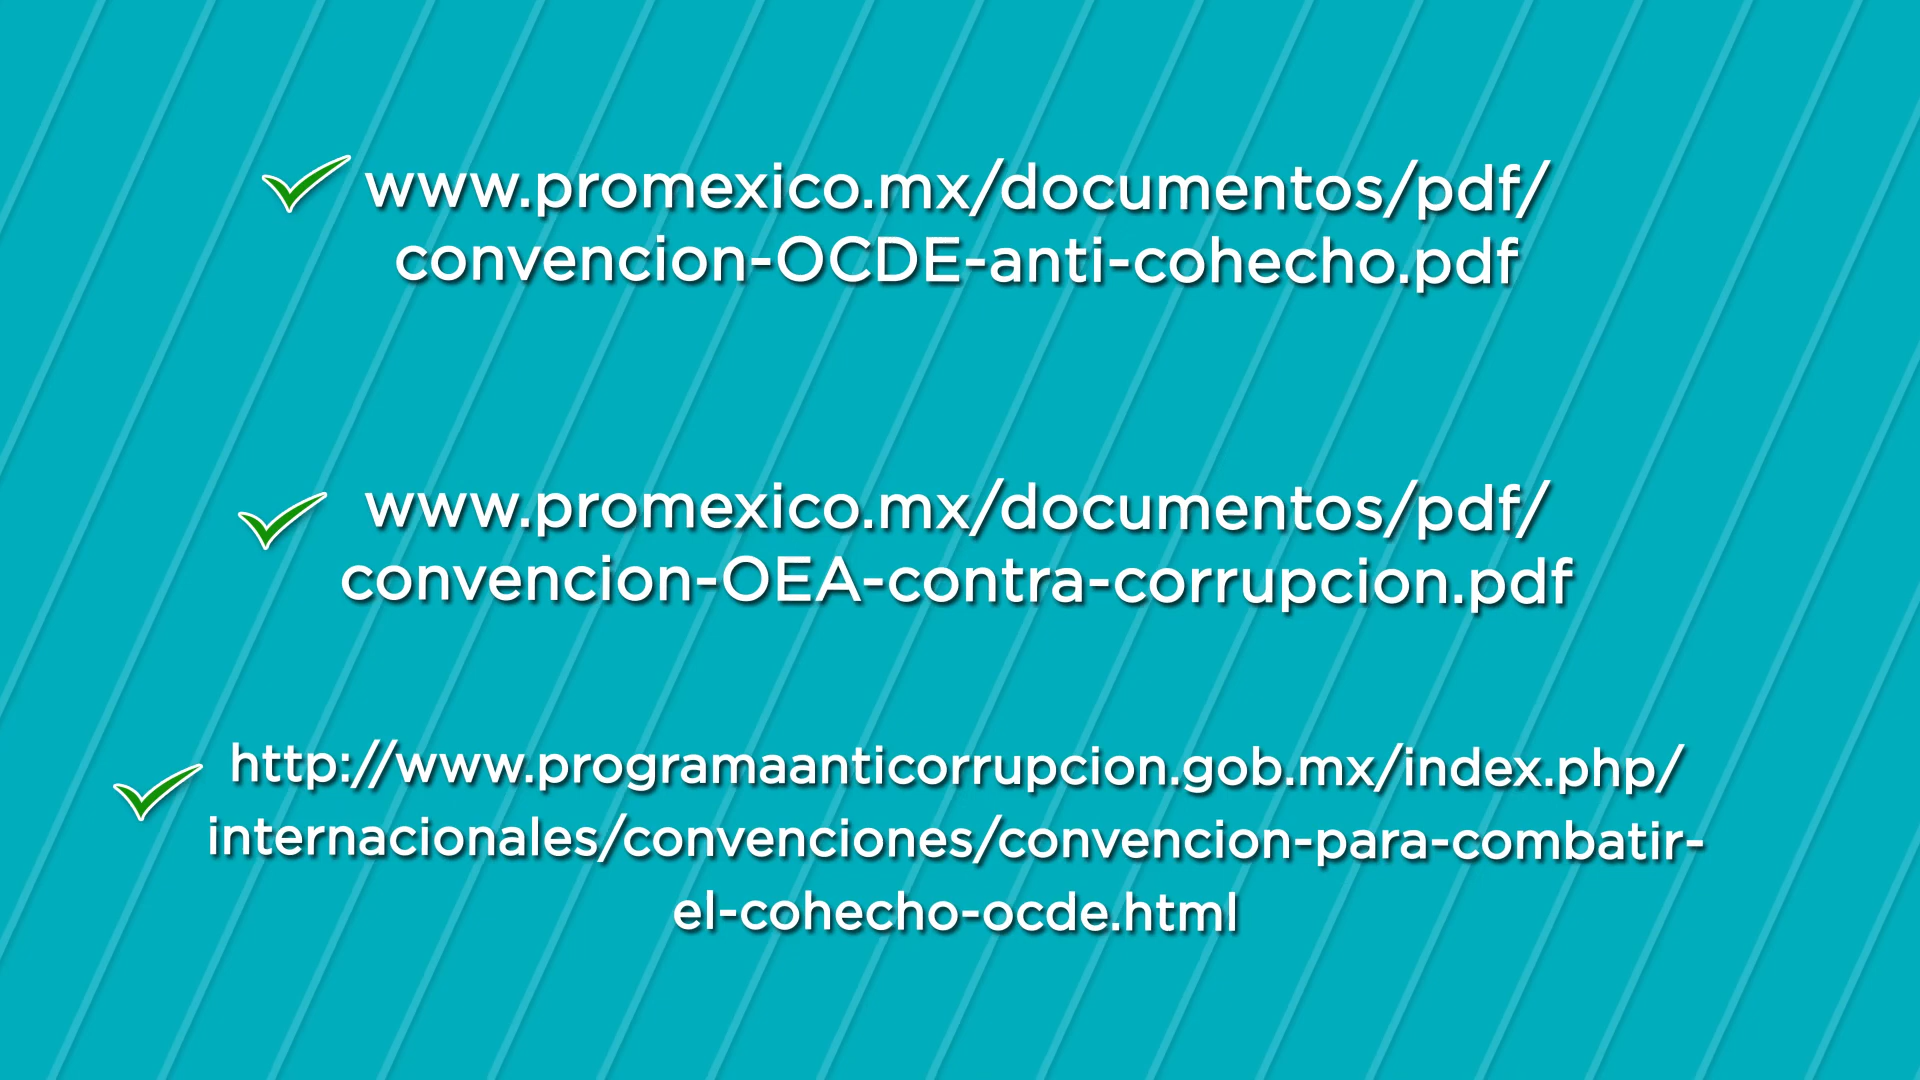 www.promexico.mx/documentos/pdf/
convencion-OCDE-anti-cohecho.pdf
www.promexico.mx/documentos/pdf/
convencion-OEA-contra-corrupcion.pdf
http://www.programaanticorrupcion.gob.mx/index.php/
internacionales/convenciones/convencion-para-combatir-
el-cohecho-ocde.html